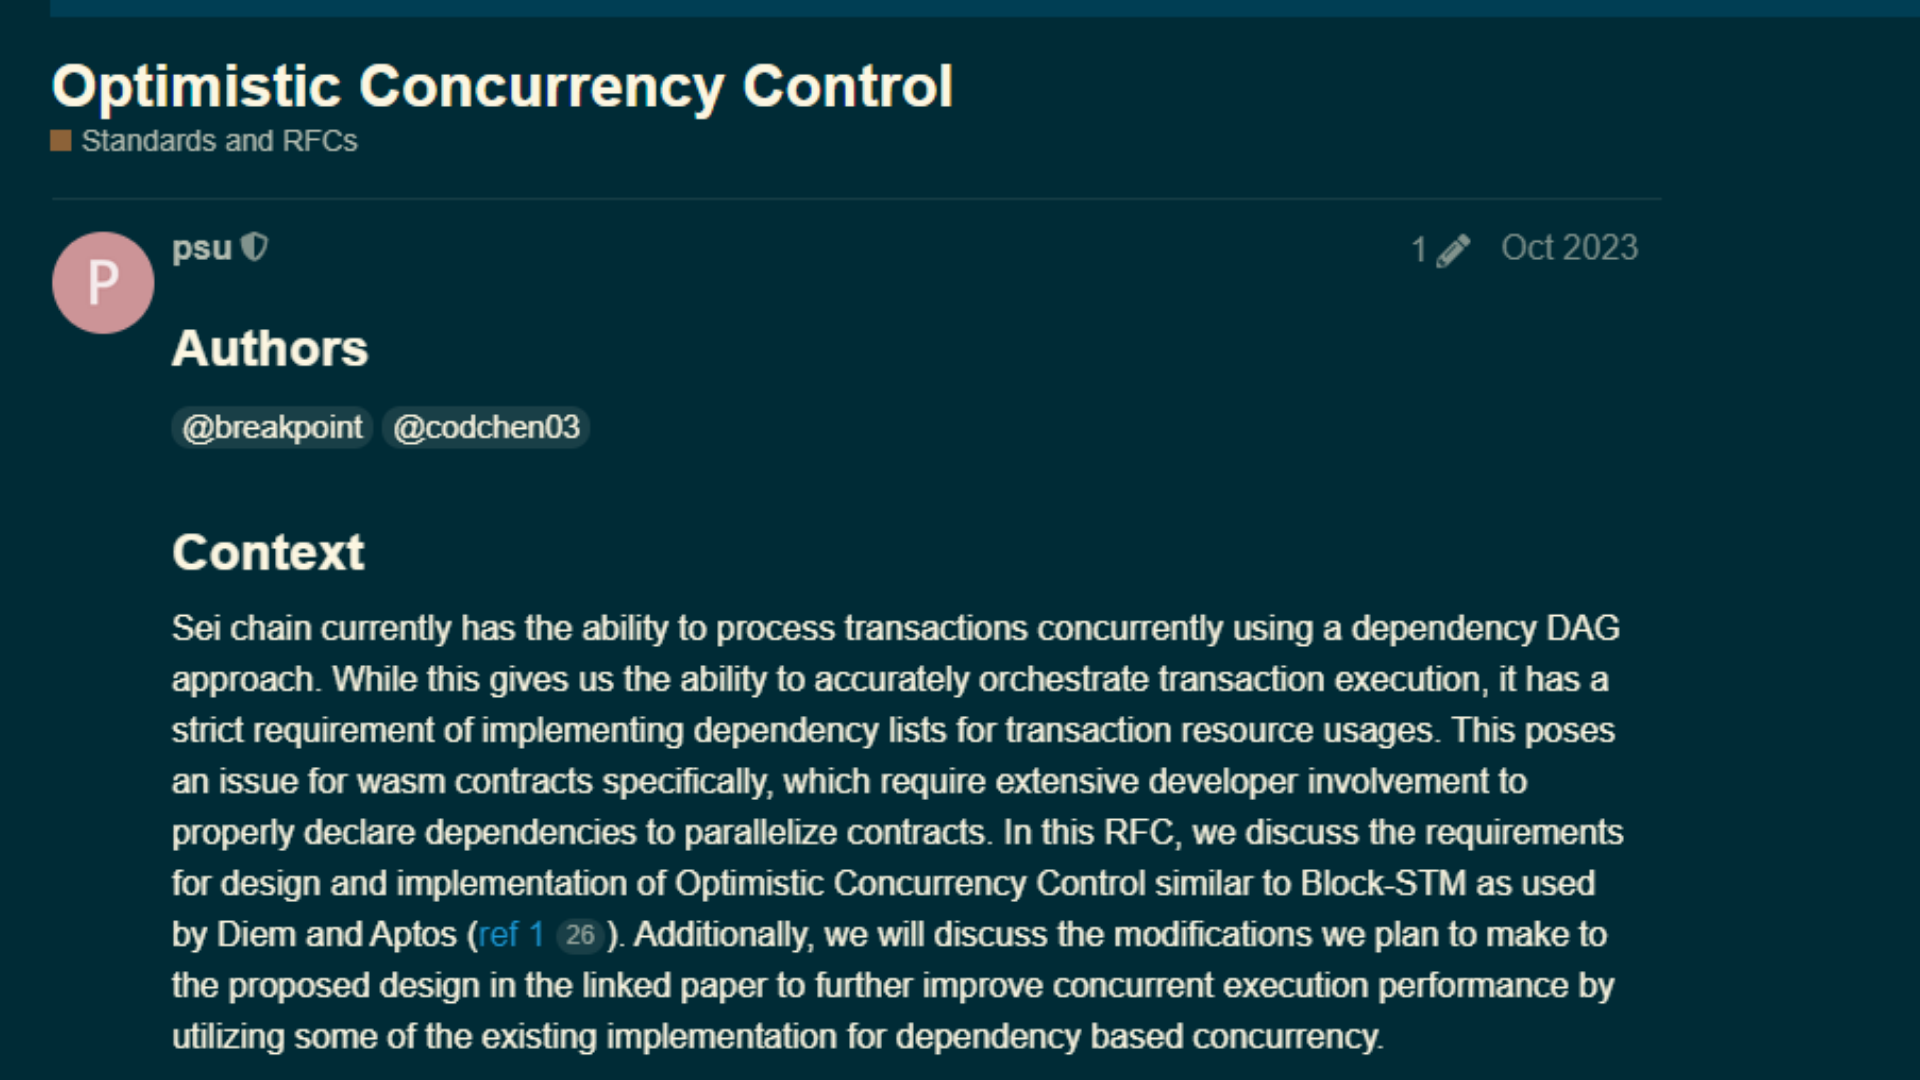 Optimistic Concurrency Control
Standards and RFCs
P
psu
1
Oct 2023
Authors
@breakpoint @codchen03
Context
Sei chain currently has the ability to process transactions concurrently using a dependency DAG
approach. While this gives us the ability to accurately orchestrate transaction execution, it has a
strict requirement of implementing dependency lists for transaction resource usages. This poses
an issue for wasm contracts specifically, which require extensive developer involvement to
properly declare dependencies to parallelize contracts. In this RFC, we discuss the requirements
for design and implementation of Optimistic Concurrency Control similar to Block-STM as used
by Diem and Aptos (ref 1 26). Additionally, we will discuss the modifications we plan to make to
the proposed design in the linked paper to further improve concurrent execution performance by
utilizing some of the existing implementation for dependency based concurrency.